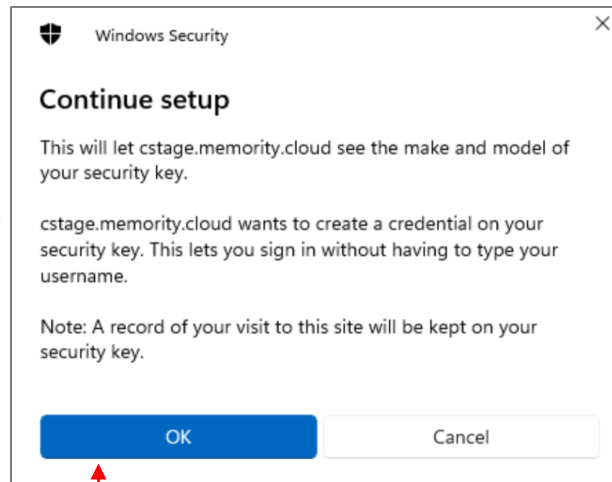 Windows Security
Continue setup
This will let cstage.memority.cloud see the make and model of
your security key.
cstage.memority.cloud wants to create a credential on your
security key. This lets you sign in without having to type your
username.
Note: A record of your visit to this site will be kept on your
security key.
OK
Cancel